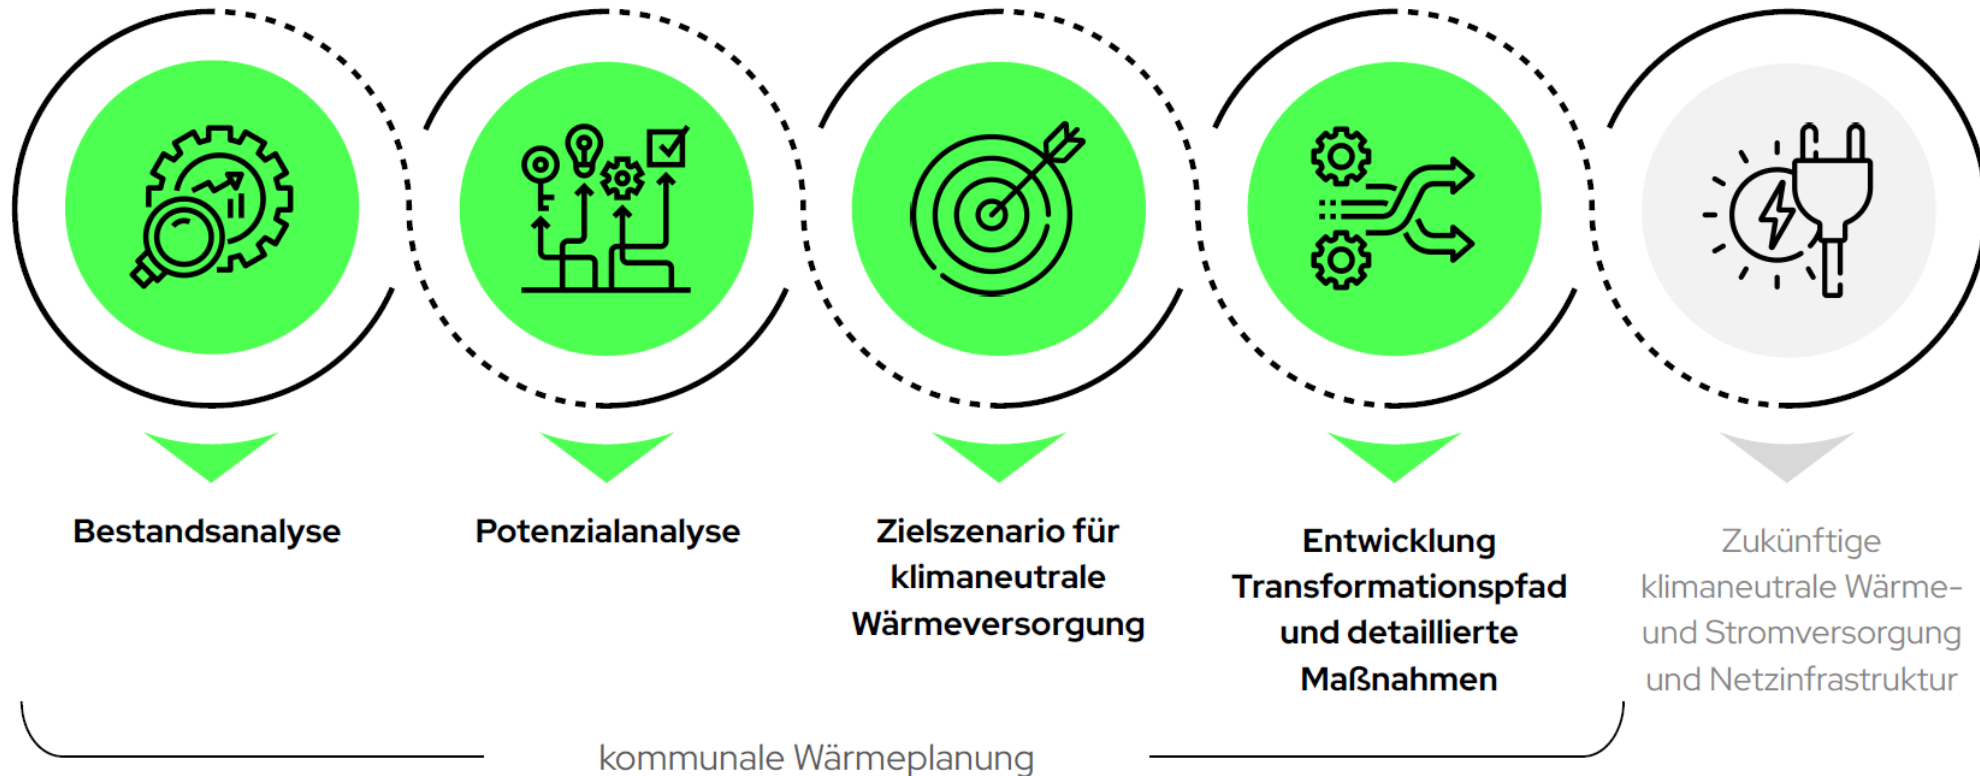 Bestandsanalyse
Potenzialanalyse
Zielszenario für
klimaneutrale
Wärmeversorgung
Entwicklung
Transformationspfad
und detaillierte
Maßnahmen
Zukünftige
klimaneutrale Wärme-
und Stromversorgung
und Netzinfrastruktur
kommunale Wärmeplanung